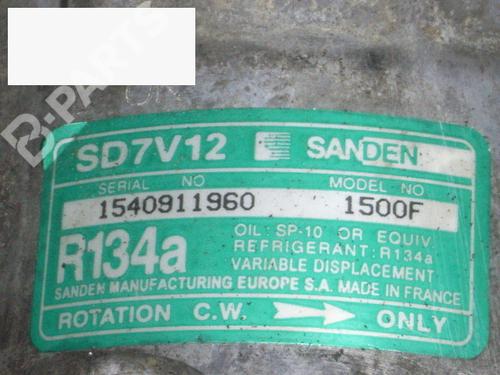 B-PARTS
SD7V12 SANDEN
SERIAL NO MODEL NO
1540911960 1500F
R134a
OIL: SP-10 OR EQUIV.
REFRIGERANT: R134a
VARIABLE DISPLACEMENT
SANDEN MANUFACTURING EUROPE S.A. MADE IN FRANCE
ROTATION C.W. ONLY